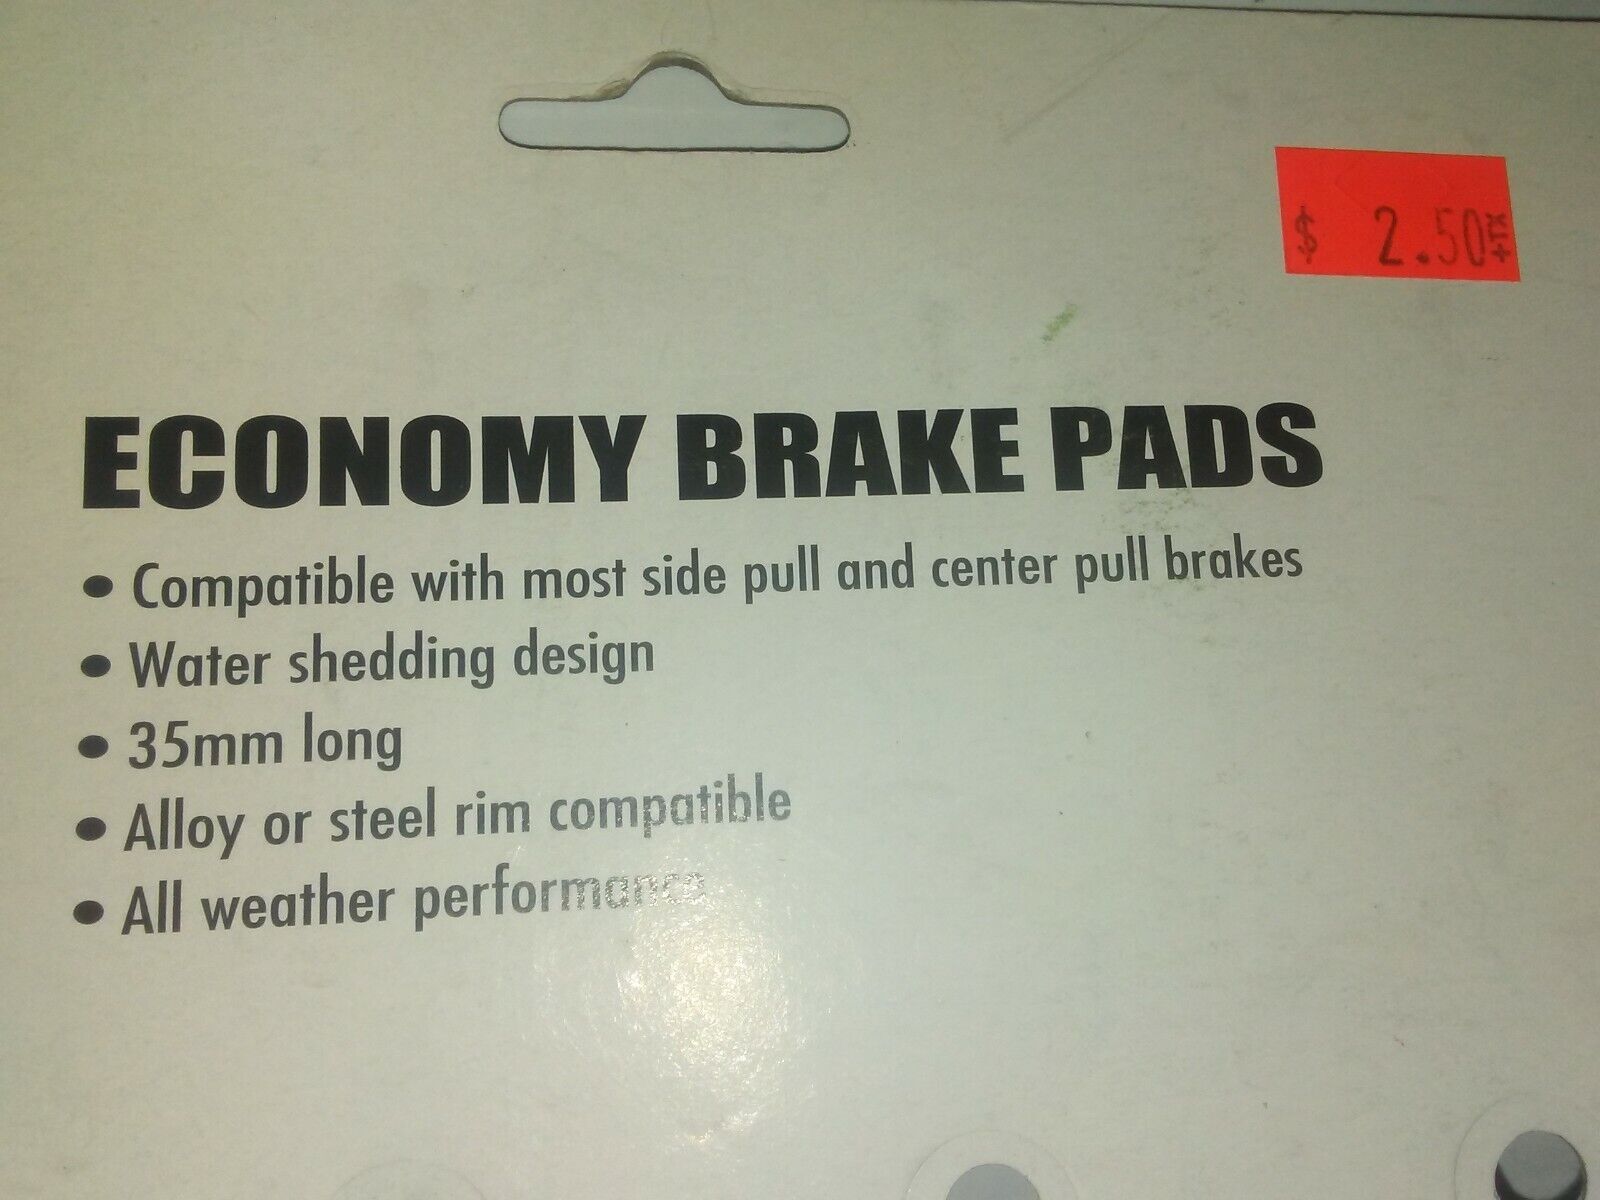 $ 2.50+TX
ECONOMY BRAKE PADS
• Compatible with most side pull and center pull brakes
• Water shedding design
• 35mm long
• Alloy or steel rim compatible
• All weather performance